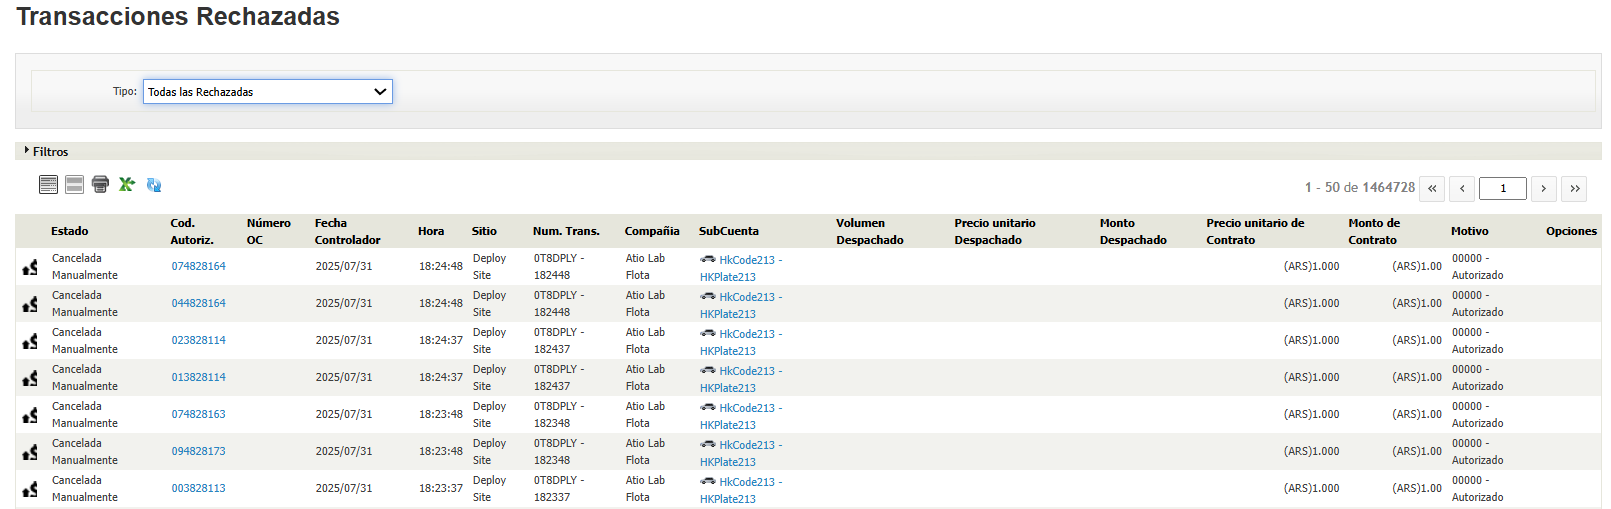 Transacciones Rechazadas
Tipo: Todas las Rechazadas
Filtros
1 - 50 de 1464728 1
Estado Cod. Autoriz. Número OC Fecha Controlador Hora Sitio Num. Trans. Compañia SubCuenta Volumen Despachado Precio unitario Despachado Monto Despachado Precio unitario de Contrato Monto de Contrato Motivo Opciones
Cancelada Manualmente 074828164 2025/07/31 18:24:48 Deploy Site 0T8DPLY - 182448 Atio Lab Flota HkCode213 - HKPlate213 (ARS)1.000 (ARS)1.00 00000 - Autorizado
Cancelada Manualmente 044828164 2025/07/31 18:24:48 Deploy Site 0T8DPLY - 182448 Atio Lab Flota HkCode213 - HKPlate213 (ARS)1.000 (ARS)1.00 00000 - Autorizado
Cancelada Manualmente 023828114 2025/07/31 18:24:37 Deploy Site 0T8DPLY - 182437 Atio Lab Flota HkCode213 - HKPlate213 (ARS)1.000 (ARS)1.00 00000 - Autorizado
Cancelada Manualmente 013828114 2025/07/31 18:24:37 Deploy Site 0T8DPLY - 182437 Atio Lab Flota HkCode213 - HKPlate213 (ARS)1.000 (ARS)1.00 00000 - Autorizado
Cancelada Manualmente 074828163 2025/07/31 18:23:48 Deploy Site 0T8DPLY - 182348 Atio Lab Flota HkCode213 - HKPlate213 (ARS)1.000 (ARS)1.00 00000 - Autorizado
Cancelada Manualmente 094828173 2025/07/31 18:23:48 Deploy Site 0T8DPLY - 182348 Atio Lab Flota HkCode213 - HKPlate213 (ARS)1.000 (ARS)1.00 00000 - Autorizado
Cancelada Manualmente 003828113 2025/07/31 18:23:37 Deploy Site 0T8DPLY - 182337 Atio Lab Flota HkCode213 - HKPlate213 (ARS)1.000 (ARS)1.00 00000 - Autorizado